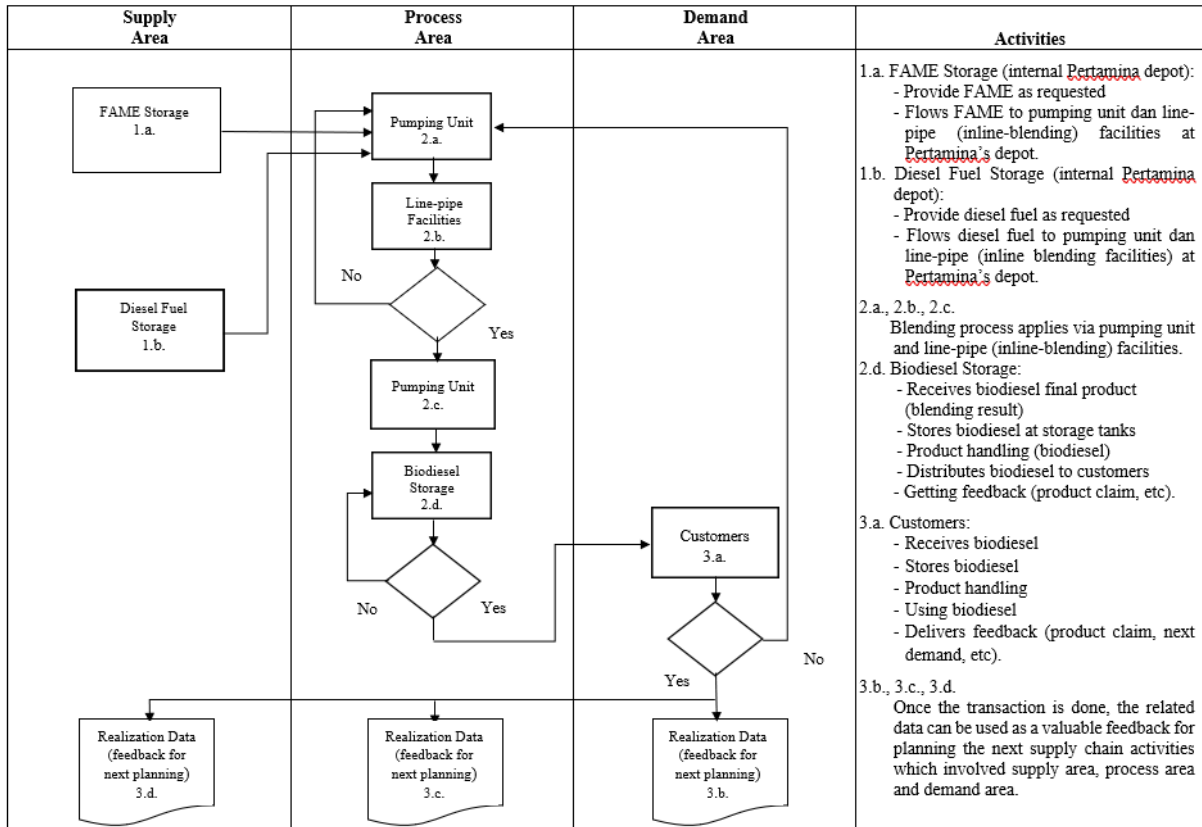 Supply
Area
Process
Area
Demand
Area
Activities
FAME Storage
1.a.
Diesel Fuel
Storage
1.b.
Pumping Unit
2.a.
Line-pipe
Facilities
2.b.
No
Yes
Pumping Unit
2.c.
Biodiesel
Storage
2.d.
No
Yes
Customers
3.a.
No
Yes
Realization Data
(feedback for
next planning)
3.d.
Realization Data
(feedback for
next planning)
3.c.
Realization Data
(feedback for
next planning)
3.b.
1.a. FAME Storage (internal Pertamina depot):
- Provide FAME as requested
- Flows FAME to pumping unit dan line-
pipe (inline-blending) facilities at
Pertamina's depot.
1.b. Diesel Fuel Storage (internal Pertamina
depot):
- Provide diesel fuel as requested
- Flows diesel fuel to pumping unit dan
line-pipe (inline blending facilities) at
Pertamina's depot.
2.a., 2.b., 2.c.
Blending process applies via pumping unit
and line-pipe (inline-blending) facilities.
2.d. Biodiesel Storage:
- Receives biodiesel final product
(blending result)
- Stores biodiesel at storage tanks
- Product handling (biodiesel)
- Distributes biodiesel to customers
- Getting feedback (product claim, etc).
3.a. Customers:
- Receives biodiesel
- Stores biodiesel
- Product handling
- Using biodiesel
- Delivers feedback (product claim, next
demand, etc).
3.b., 3.c., 3.d.
Once the transaction is done, the related
data can be used as a valuable feedback for
planning the next supply chain activities
which involved supply area, process area
and demand area.